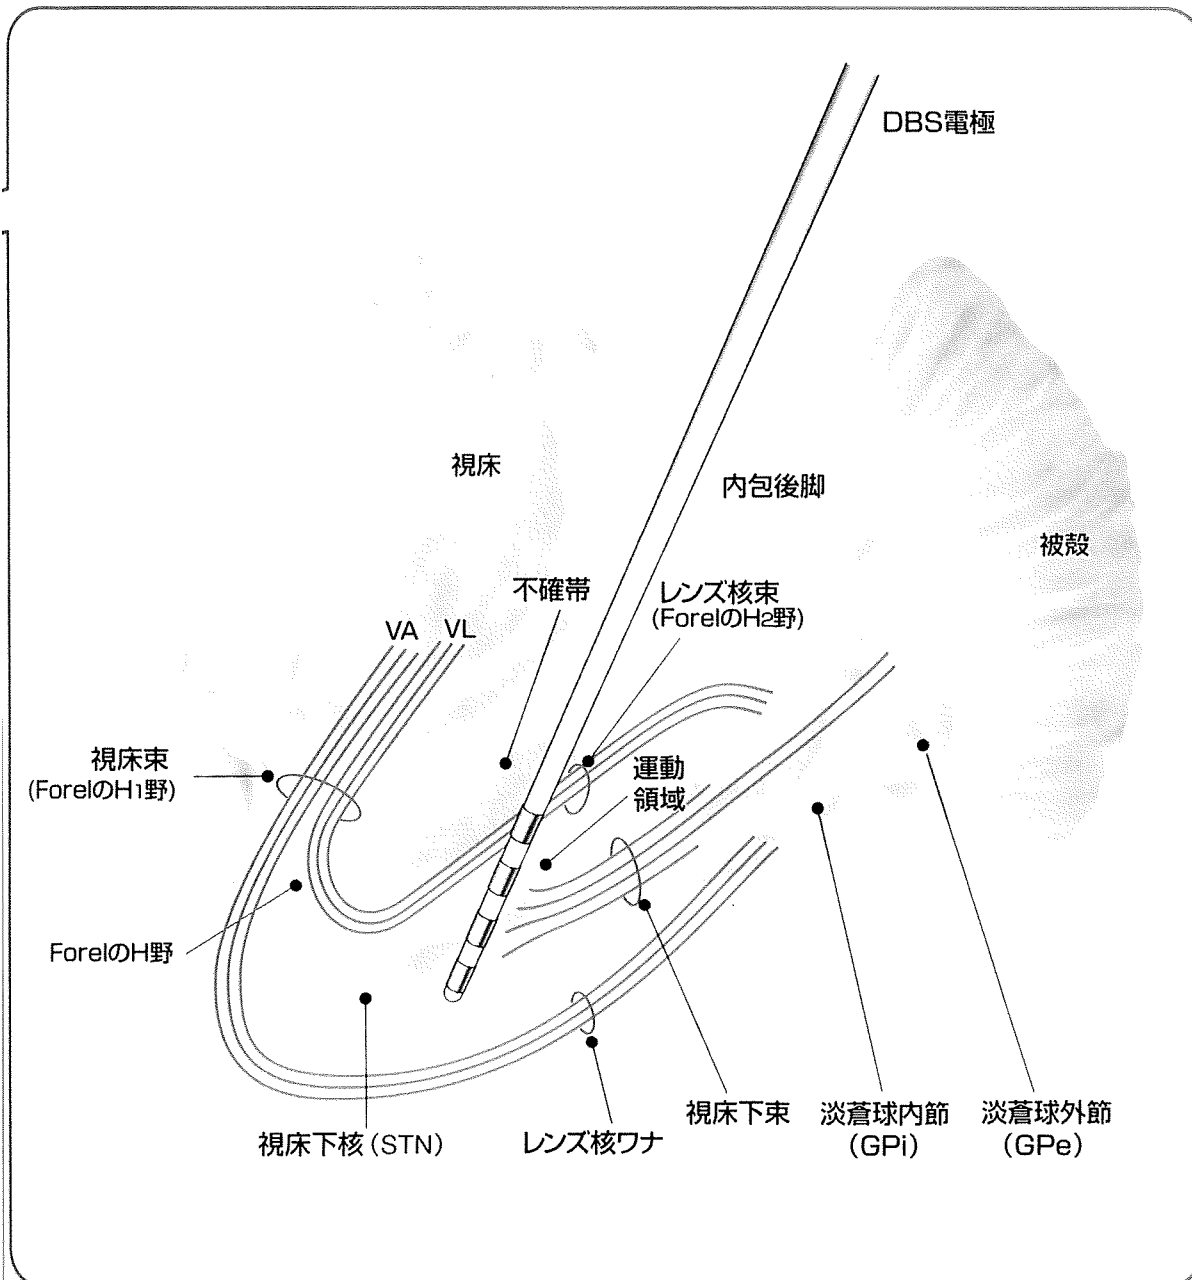 DBS電極
視床
内包後脚
被殻
不確帯
レンズ核束
(ForelのH2野)
VA VL
視床束
(ForelのH1野)
運動
領域
ForelのH野
視床下核(STN)
レンズ核ワナ
視床下束
淡蒼球内節
(GPi)
淡蒼球外節
(GPe)